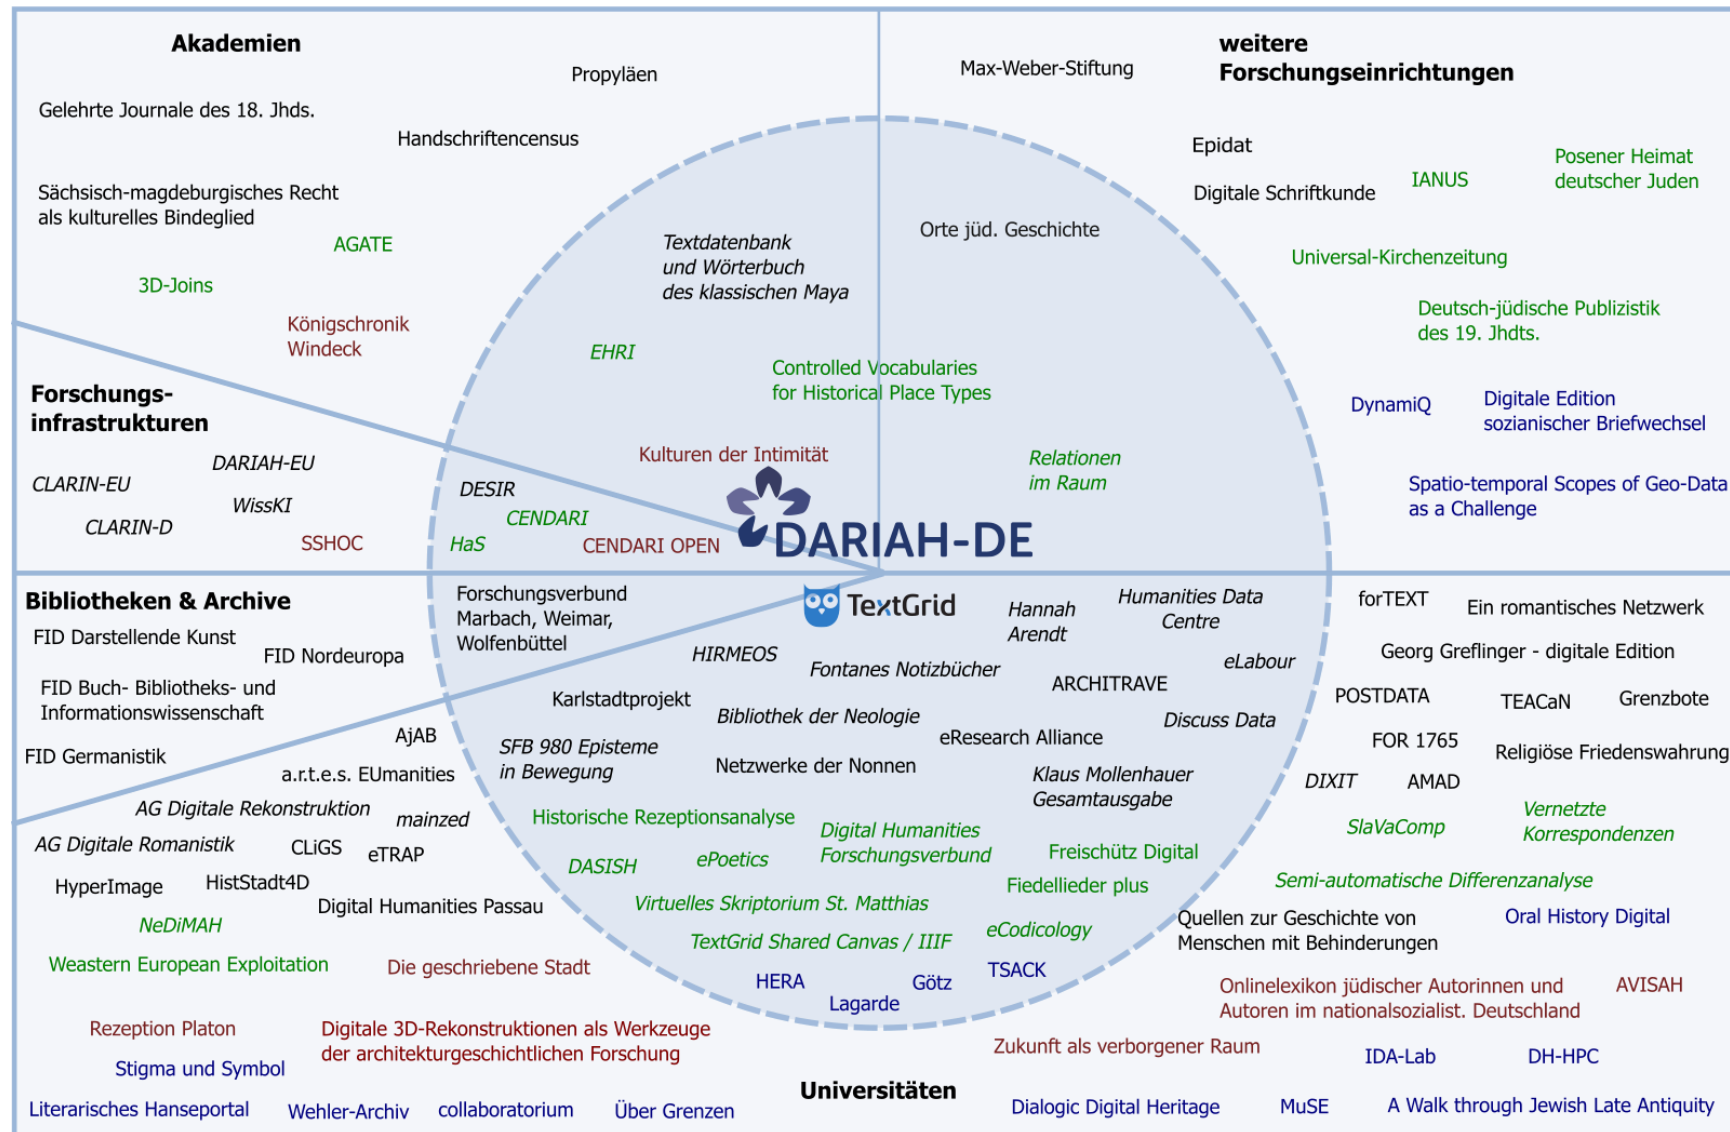 Akademien
Propyläen
Gelehrte Journale des 18. Jhds.
Handschriftencensus
Sächsisch-magdeburgisches Recht
als kulturelles Bindeglied
AGATE
3D-Joins
Königschronik
Windeck
Textdatenbank
und Wörterbuch
des klassischen Maya
EHRI
Controlled Vocabularies
for Historical Place Types
Kulturen der Intimität
weitere
Forschungseinrichtungen
Max-Weber-Stiftung
Epidat
Digitale Schriftkunde
IANUS
Posener Heimat
deutscher Juden
Orte jüd. Geschichte
Universal-Kirchenzeitung
Deutsch-jüdische Publizistik
des 19. Jhdts.
DynamiQ
Digitale Edition
sozianischer Briefwechsel
Relationen
im Raum
Spatio-temporal Scopes of Geo-Data
as a Challenge
Forschungs-
infrastrukturen
DARIAH-EU
CLARIN-EU
WissKI
CLARIN-D
SSHOC
DESIR
CENDARI
HaS
CENDARI OPEN
DARIAH-DE
TextGrid
Bibliotheken & Archive
FID Darstellende Kunst
FID Nordeuropa
FID Buch- Bibliotheks- und
Informationswissenschaft
FID Germanistik
Forschungsverbund
Marbach, Weimar,
Wolfenbüttel
HIRMEOS
Hannah
Arendt
Humanities Data
Centre
Fontanes Notizbücher
eLabour
ARCHITRAVE
Karlstadtprojekt
Bibliothek der Neologie
Discuss Data
eResearch Alliance
SFB 980 Episteme
in Bewegung
Netzwerke der Nonnen
Klaus Mollenhauer
Gesamtausgabe
Historische Rezeptionsanalyse
Digital Humanities
Forschungsverbund
Freischütz Digital
DASISH
ePoetics
Fiedellieder plus
Virtuelles Skriptorium St. Matthias
eCodicology
TextGrid Shared Canvas / IIIF
HERA
Götz
TSACK
Lagarde
AjAB
a.r.t.e.s. EUmanities
AG Digitale Rekonstruktion
mainzed
AG Digitale Romanistik
CLiGS
eTRAP
HyperImage
HistStadt4D
Digital Humanities Passau
NeDiMAH
Weastern European Exploitation
Die geschriebene Stadt
Rezeption Platon
Digitale 3D-Rekonstruktionen als Werkzeuge
der architekturgeschichtlichen Forschung
Stigma und Symbol
Literarisches Hanseportal
Wehler-Archiv
collaboratorium
Über Grenzen
Universitäten
forTEXT
Ein romantisches Netzwerk
Georg Greflinger - digitale Edition
POSTDATA
TEACaN
Grenzbote
FOR 1765
Religiöse Friedenswahrung
DIXIT
AMAD
SlaVaComp
Vernetzte
Korrespondenzen
Semi-automatische Differenzanalyse
Quellen zur Geschichte von
Menschen mit Behinderungen
Oral History Digital
Onlinelexikon jüdischer Autorinnen und
Autoren im nationalsozialist. Deutschland
AVISAH
Zukunft als verborgener Raum
IDA-Lab
DH-HPC
Dialogic Digital Heritage
MuSE
A Walk through Jewish Late Antiquity